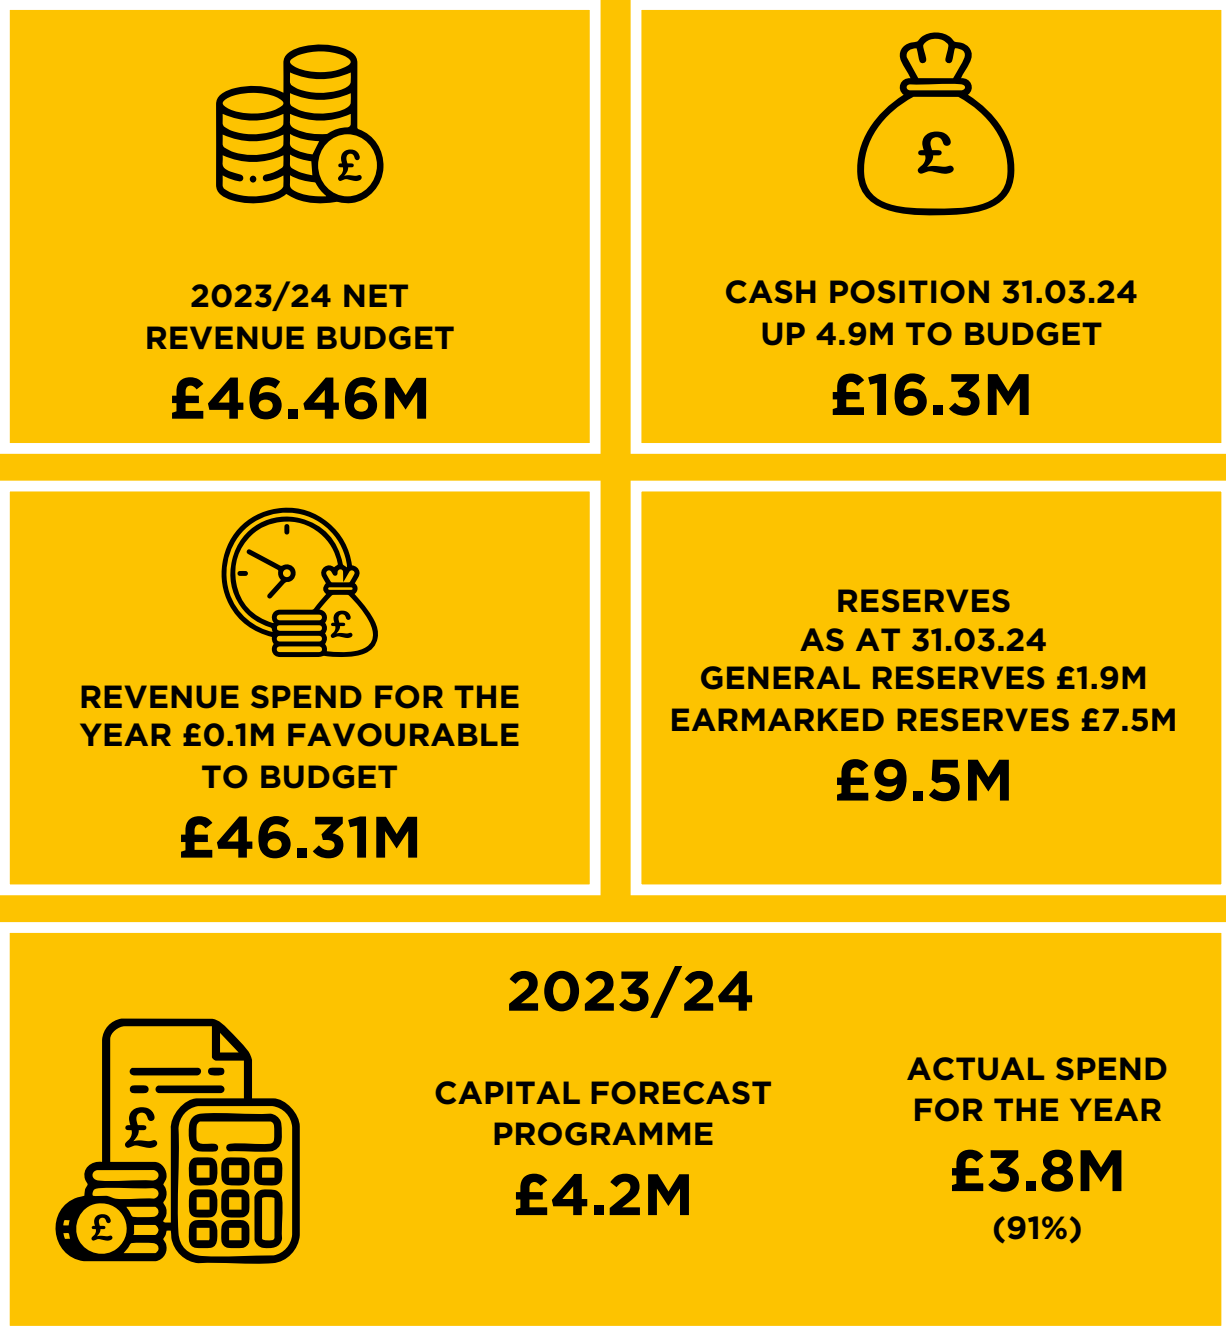 £
2023/24 NET
REVENUE BUDGET
£46.46M
£
CASH POSITION 31.03.24
UP 4.9M TO BUDGET
£16.3M
£
REVENUE SPEND FOR THE
YEAR £0.1M FAVOURABLE
TO BUDGET
£46.31M
RESERVES
AS AT 31.03.24
GENERAL RESERVES £1.9M
EARMARKED RESERVES £7.5M
£9.5M
2023/24
£
£
CAPITAL FORECAST
PROGRAMME
£4.2M
ACTUAL SPEND
FOR THE YEAR
£3.8M
(91%)